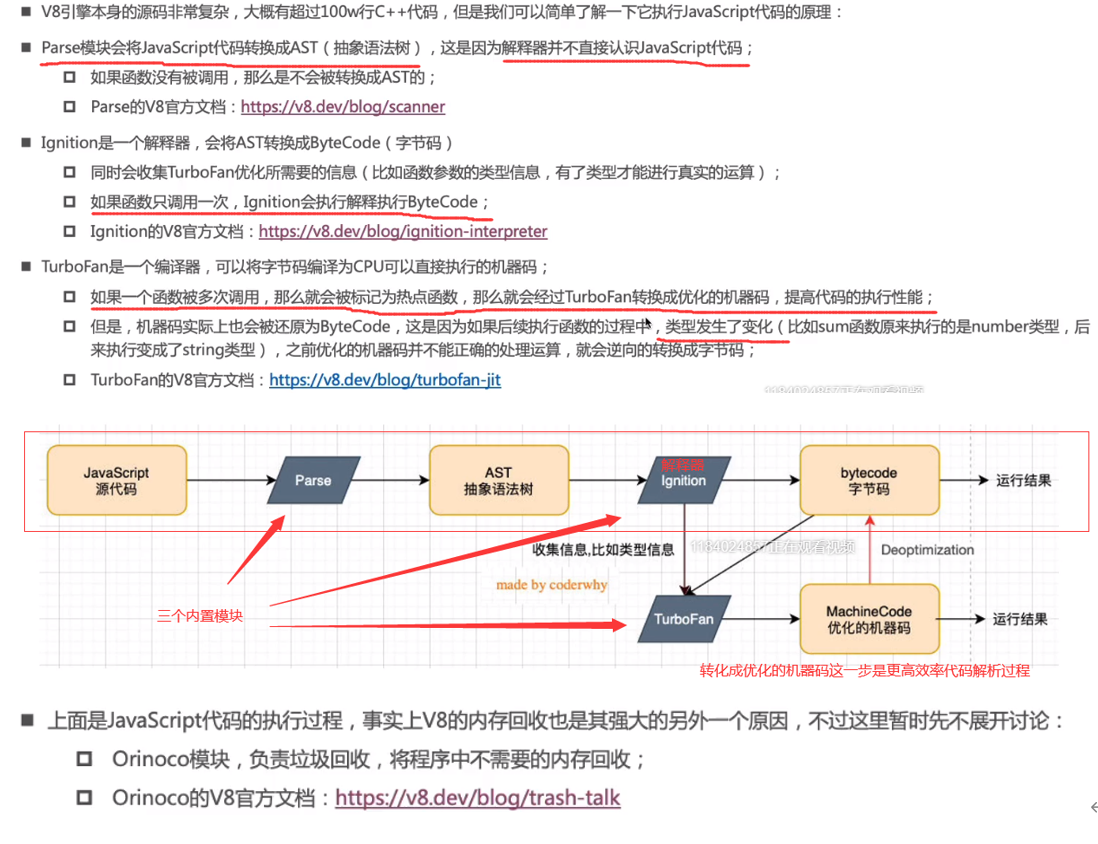 V8引擎本身的源码非常复杂，大概有超过100w行C++代码，但是我们可以简单了解一下它执行JavaScript代码的原理：
Parse模块会将JavaScript代码转换成AST（抽象语法树），这是因为解释器并不直接认识JavaScript代码；
如果函数没有被调用，那么是不会被转换成AST的；
Parse的V8官方文档：https://v8.dev/blog/scanner
Ignition是一个解释器，会将AST转换成ByteCode（字节码）
同时会收集TurboFan优化所需要的信息（比如函数参数的类型信息，有了类型才能进行真实的运算）；
如果函数只调用一次，Ignition会执行解释执行ByteCode；
Ignition的V8官方文档：https://v8.dev/blog/ignition-interpreter
TurboFan是一个编译器，可以将字节码编译为CPU可以直接执行的机器码；
如果一个函数被多次调用，那么就会被标记为热点函数，那么就会经过TurboFan转换成优化的机器码，提高代码的执行性能；
但是，机器码实际上也会被还原为ByteCode，这是因为如果后续执行函数的过程中，类型发生了变化（比如sum函数原来执行的是number类型，后
来执行变成了string类型），之前优化的机器码并不能正确的处理运算，就会逆向的转换成字节码；
TurboFan的V8官方文档：https://v8.dev/blog/turbofan-jit
1184024857正在观看视频
JavaScript
源代码
Parse
AST
抽象语法树
解释器
Ignition
bytecode
字节码
运行结果
收集信息,比如类型信息
1184024857正在观看视频
Deoptimization
made by coderwhy
三个内置模块
TurboFan
MachineCode
优化的机器码
运行结果
转化成优化的机器码这一步是更高效率代码解析过程
上面是JavaScript代码的执行过程，事实上V8的内存回收也是其强大的另外一个原因，不过这里暂时先不展开讨论：
Orinoco模块，负责垃圾回收，将程序中不需要的内存回收；
Orinoco的V8官方文档：https://v8.dev/blog/trash-talk